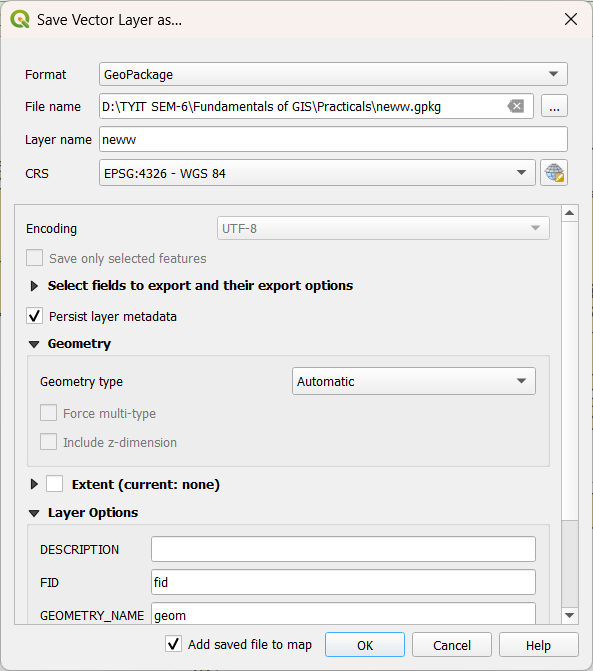 Save Vector Layer as...
Format GeoPackage
File name D:\TYIT SEM-6\Fundamentals of GIS\Practicals\neww.gpkg ...
Layer name neww
CRS EPSG:4326 - WGS 84
Encoding UTF-8
Save only selected features
Select fields to export and their export options
Persist layer metadata
Geometry
Geometry type Automatic
Force multi-type
Include z-dimension
Extent (current: none)
Layer Options
DESCRIPTION
FID fid
GEOMETRY_NAME geom
Add saved file to map OK Cancel Help